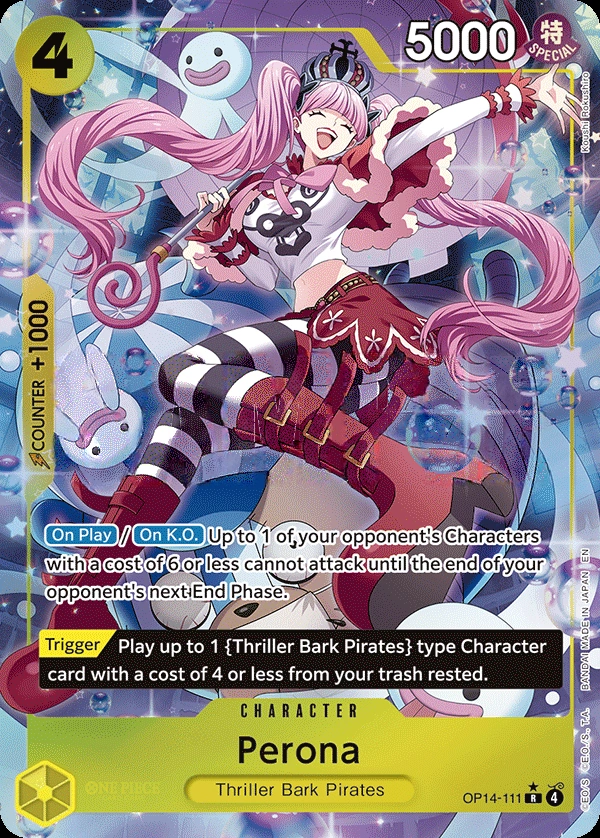 4
5000
特
SPECIAL
Kouchi Rokushiro
COUNTER +1000
On Play / On K.O. Up to 1 of your opponent's Characters
with a cost of 6 or less cannot attack until the end of your
opponent's next End Phase.
Trigger Play up to 1 {Thriller Bark Pirates} type Character
card with a cost of 4 or less from your trash rested.
CHARACTER
Perona
Thriller Bark Pirates
ONE PIECE
OP14-111 R 4
©E.O/S. ©E.O./S.,T.A. BANDAI MADE IN JAPAN EN